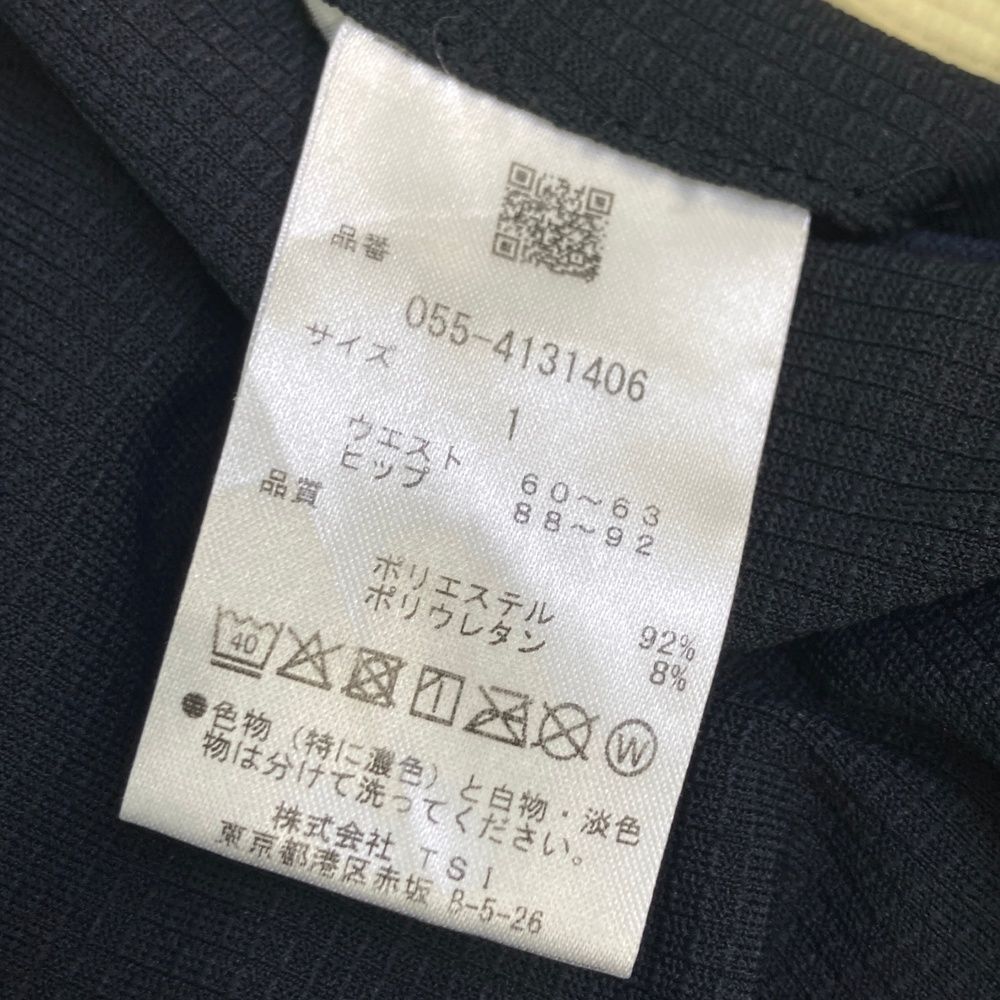 品番
055-4131406
サイズ
1
ウエスト 60～63
ヒップ 88～92
品質
ポリエステル 92%
ポリウレタン 8%
40
W
●色物（特に濃色）と白物・淡色
物は分けて洗ってください。
株式会社 TSI
東京都港区赤坂 8-5-26